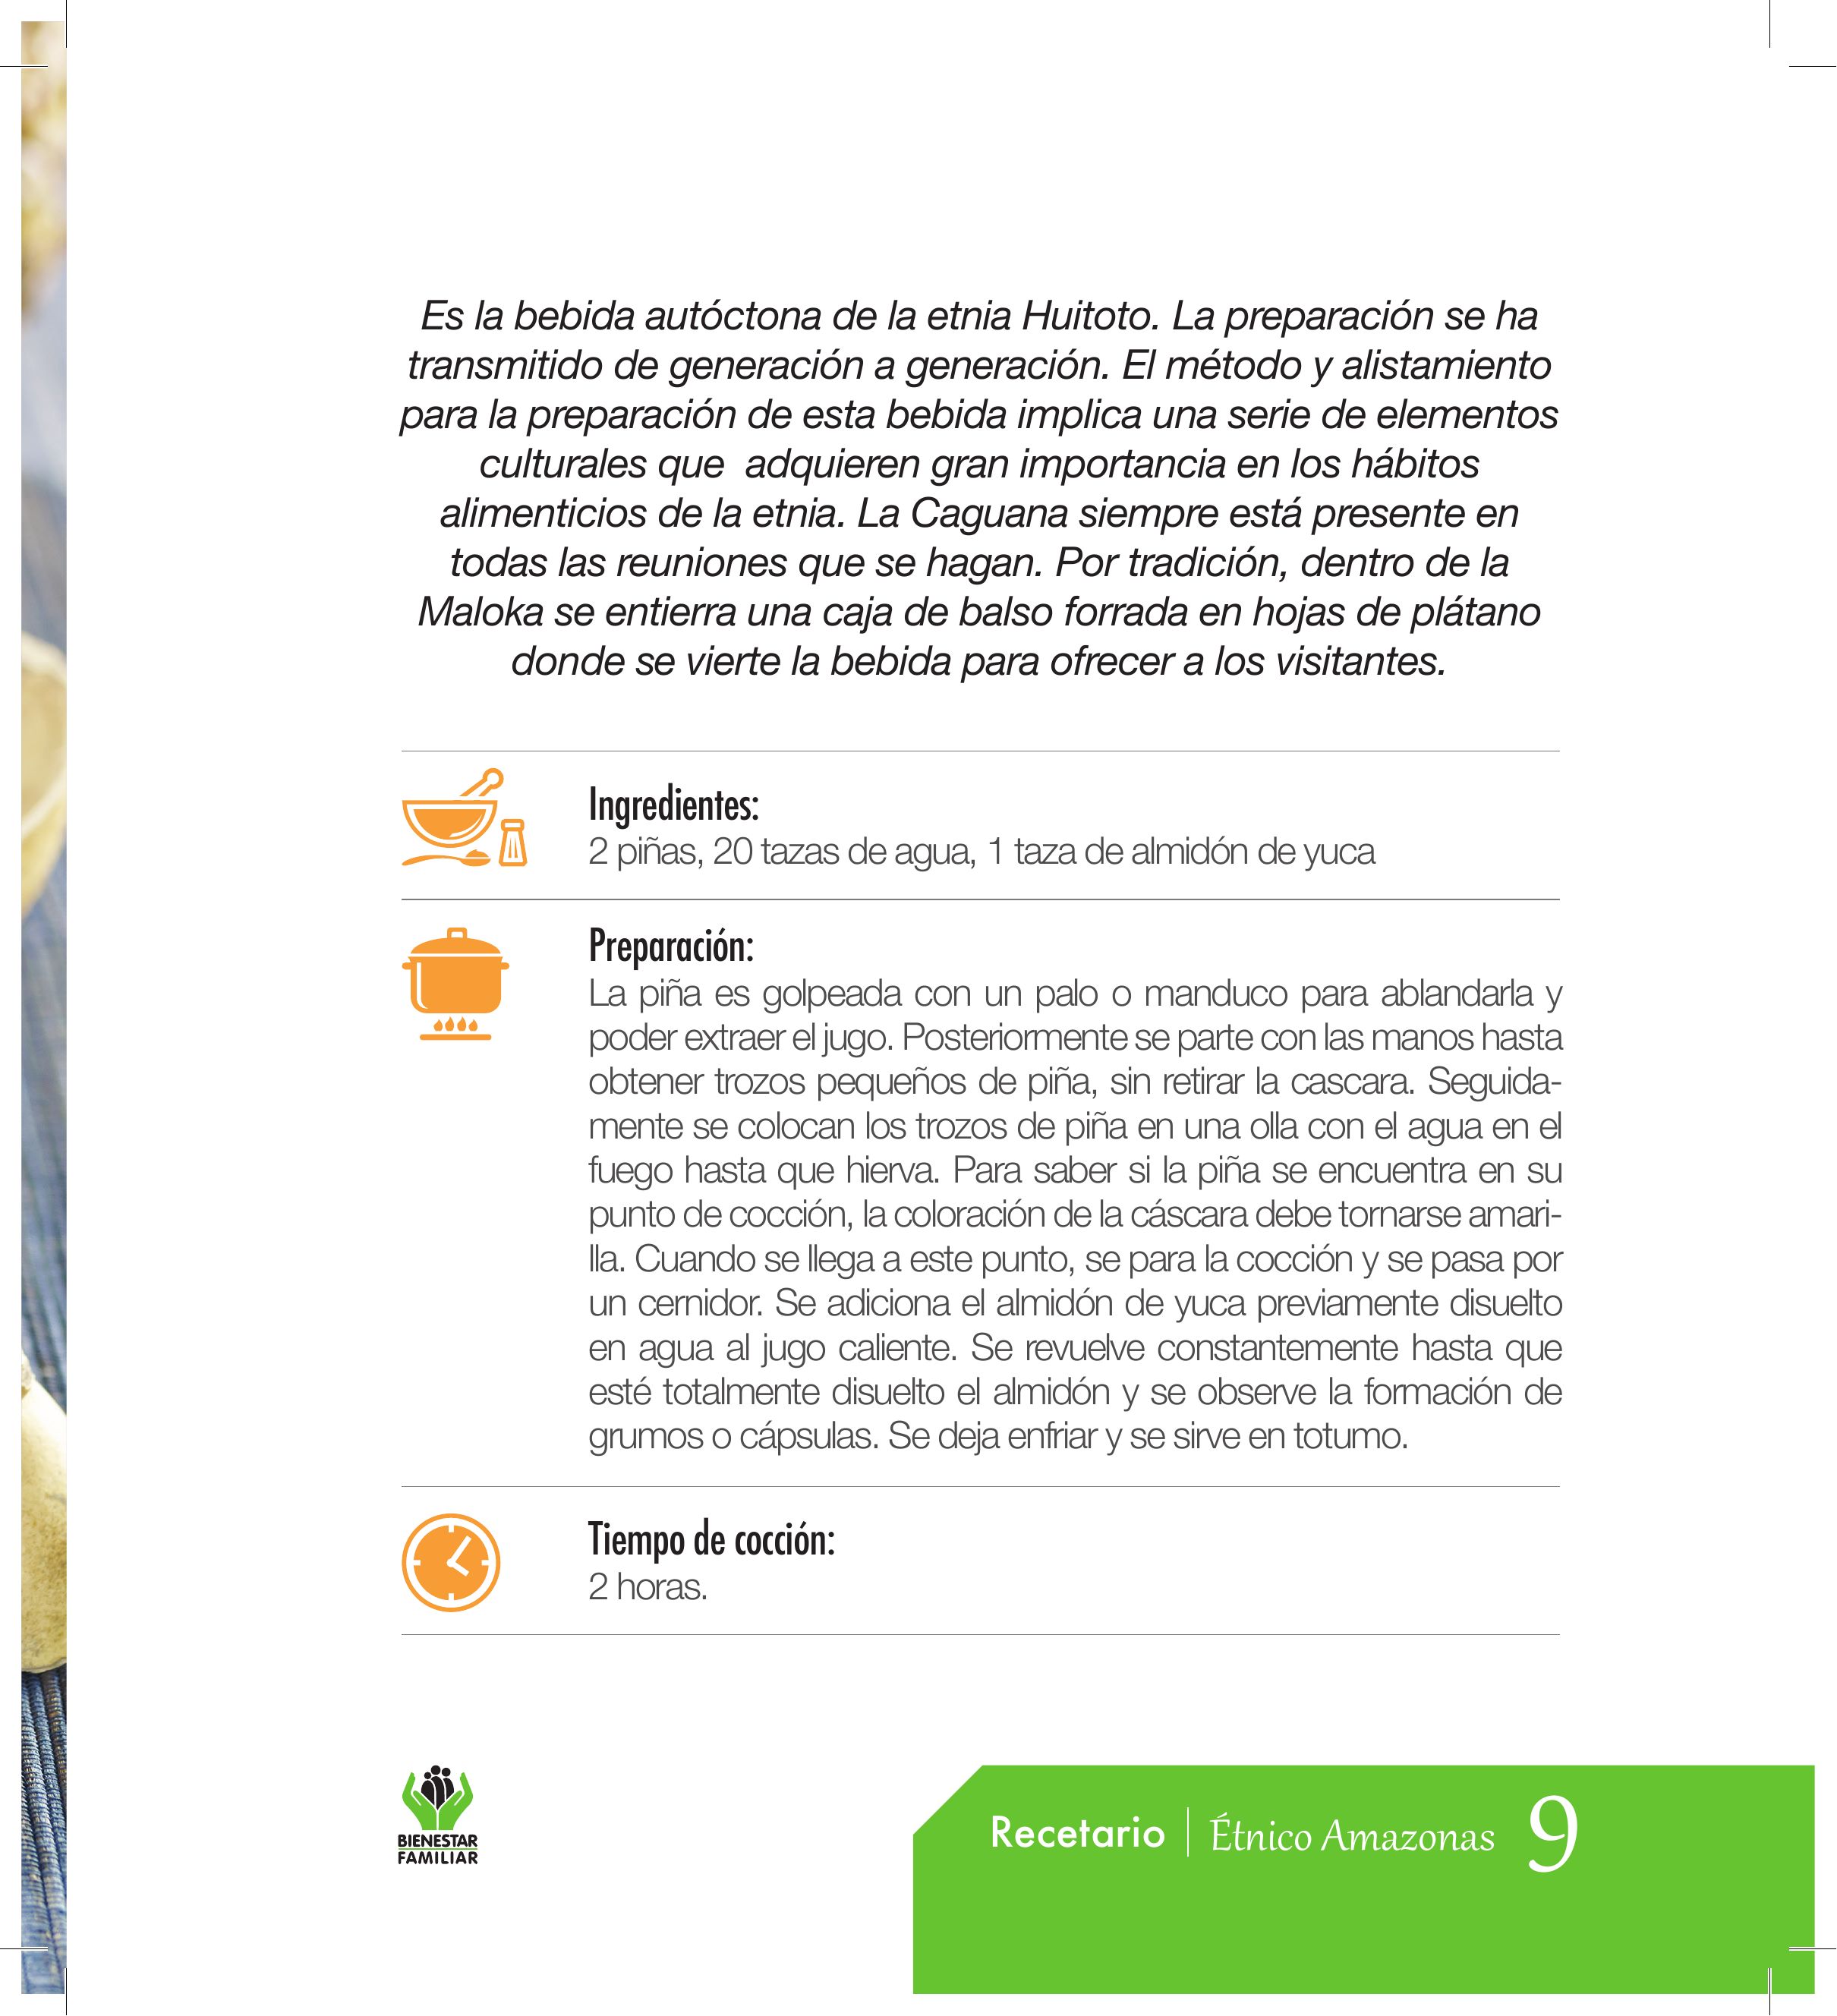 Es la bebida autóctona de la etnia Huitoto. La preparación se ha
transmitido de generación a generación. El método y alistamiento
para la preparación de esta bebida implica una serie de elementos
culturales que  adquieren gran importancia en los hábitos
alimenticios de la etnia. La Caguana siempre está presente en
todas las reuniones que se hagan. Por tradición, dentro de la
Maloka se entierra una caja de balso forrada en hojas de plátano
donde se vierte la bebida para ofrecer a los visitantes.
Ingredientes:
2 piñas, 20 tazas de agua, 1 taza de almidón de yuca
Preparación:
La piña es golpeada con un palo o manduco para ablandarla y
poder extraer el jugo. Posteriormente se parte con las manos hasta
obtener trozos pequeños de piña, sin retirar la cascara. Seguida-
mente se colocan los trozos de piña en una olla con el agua en el
fuego hasta que hierva. Para saber si la piña se encuentra en su
punto de cocción, la coloración de la cáscara debe tornarse amari-
lla. Cuando se llega a este punto, se para la cocción y se pasa por
un cernidor. Se adiciona el almidón de yuca previamente disuelto
en agua al jugo caliente. Se revuelve constantemente hasta que
esté totalmente disuelto el almidón y se observe la formación de
grumos o cápsulas. Se deja enfriar y se sirve en totumo.
Tiempo de cocción:
2 horas.
BIENESTAR
FAMILIAR
Recetario | Étnico Amazonas 9